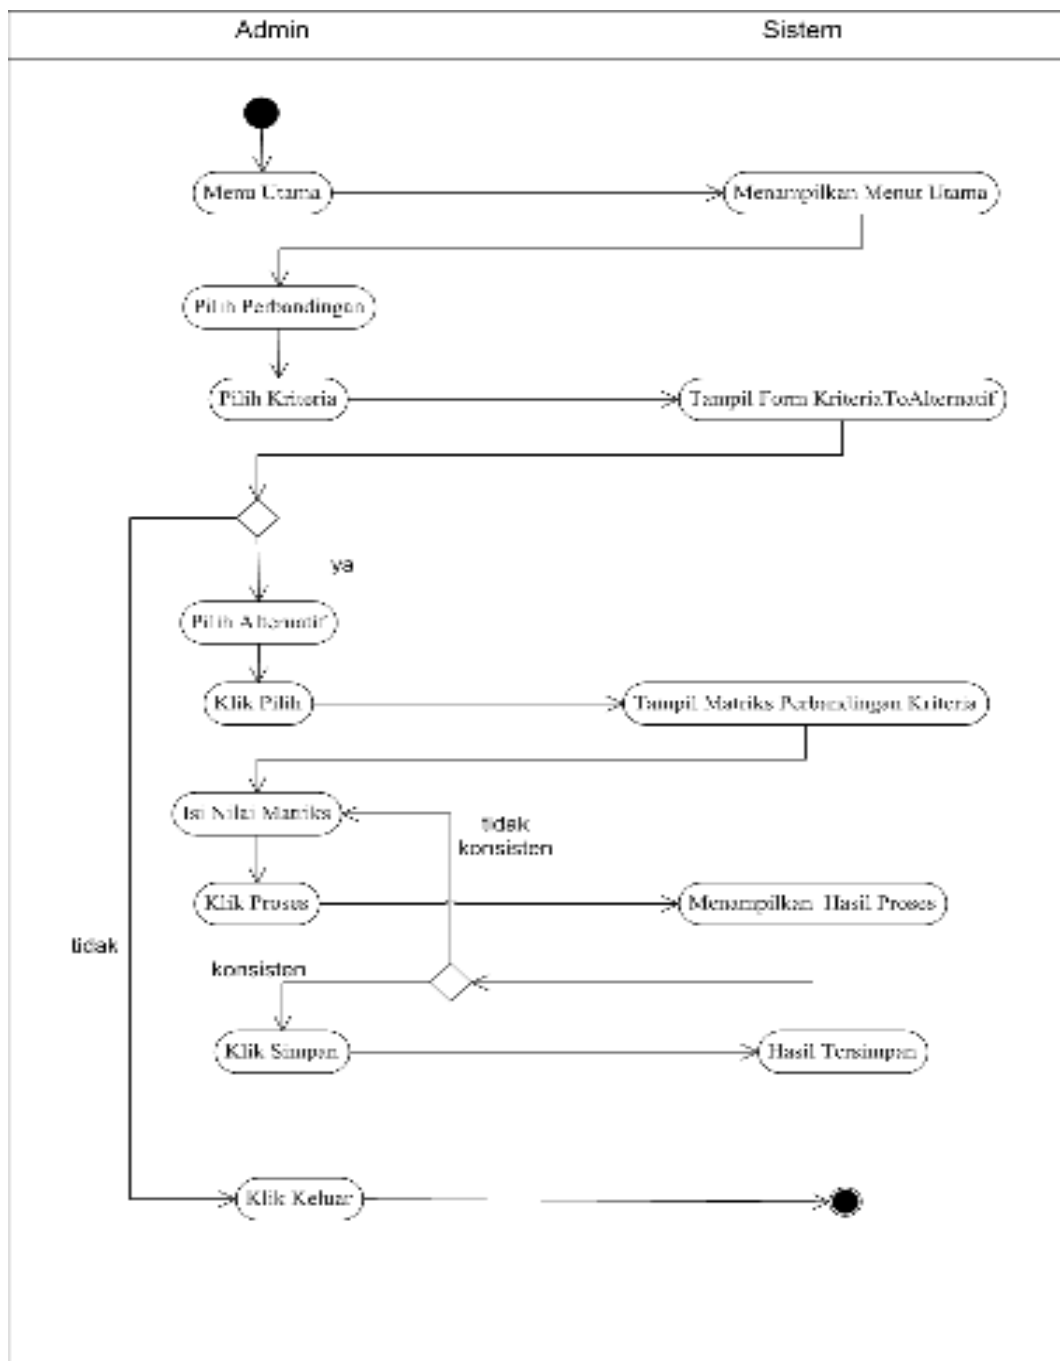 Admin
Sistem
Menu Utama
Menampilkan Menut Utama
Pilih Perbandingan
Pilih Kriteria
Tampil Form KriteriaToAlternatif
ya
Pilih Alternatif
Klik Pilih
Tampil Matriks Perbandingan Kriteria
Isi Nilai Matriks
tidak
konsisten
Klik Proses
Menampilkan Hasil Proses
tidak
konsisten
Klik Simpan
Hasil Tersimpan
Klik Keluar